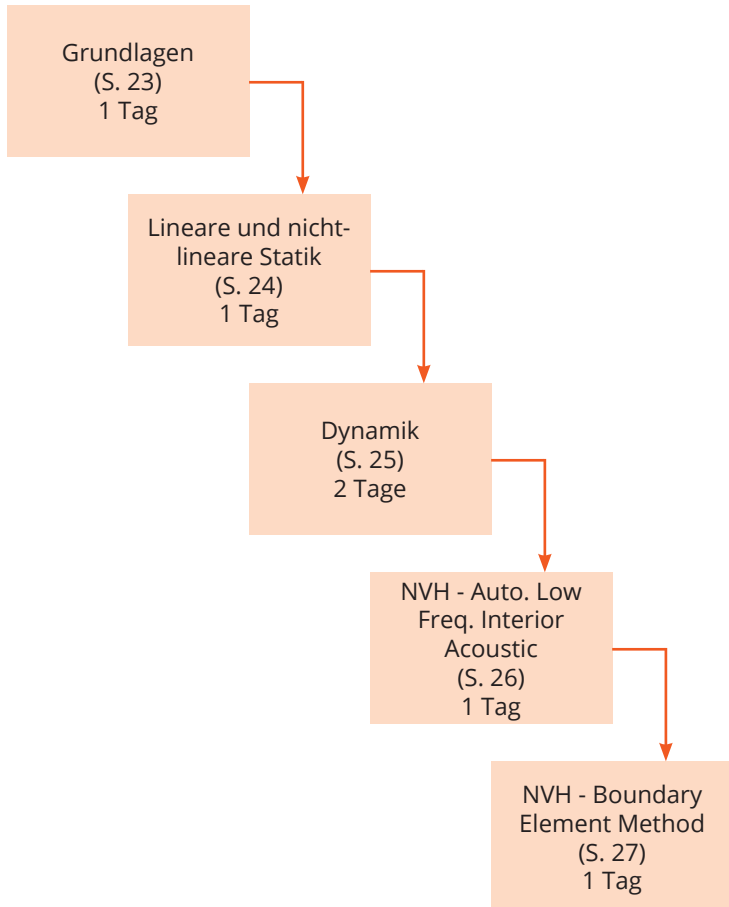 Grundlagen
(S. 23)
1 Tag
Lineare und nicht-
lineare Statik
(S. 24)
1 Tag
Dynamik
(S. 25)
2 Tage
NVH - Auto. Low
Freq. Interior
Acoustic
(S. 26)
1 Tag
NVH - Boundary
Element Method
(S. 27)
1 Tag